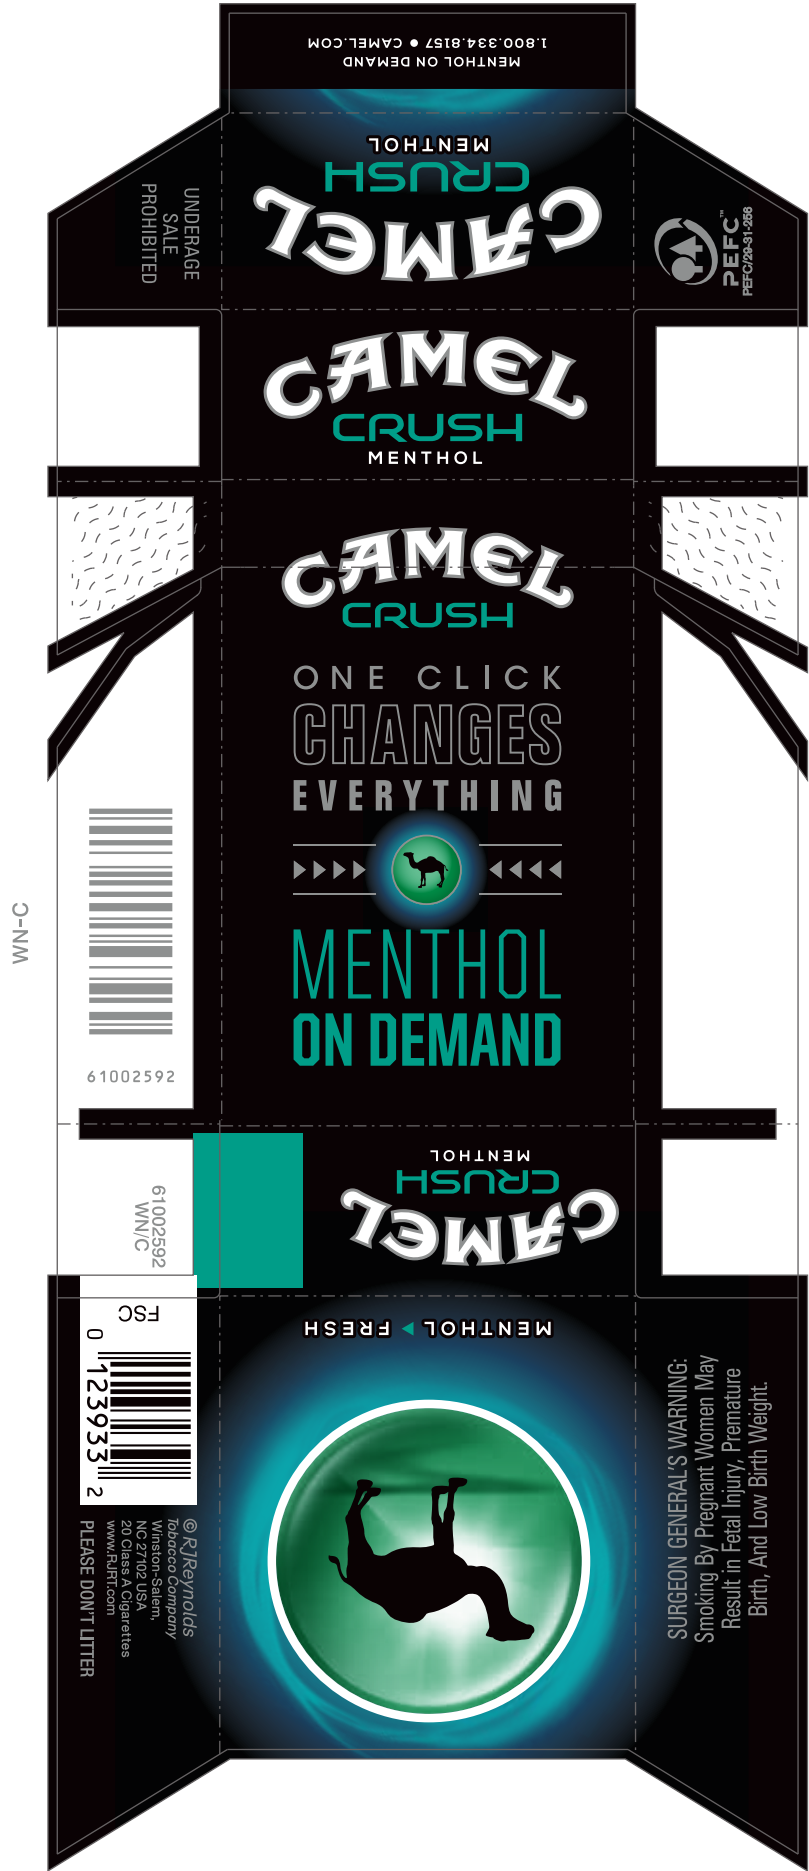 1.800.334.8157 • CAMEL.COM
MENTHOL ON DEMAND
MENTHOL
CRUSH
CAMEL
UNDERAGE
SALE
PROHIBITED
PEFC™
PEFC/29-31-258
CAMEL
CRUSH
MENTHOL
CAMEL
CRUSH
ONE CLICK
CHANGES
EVERYTHING
MENTHOL
ON DEMAND
WN-C
61002592
61002592
WN/C
CAMEL
CRUSH
MENTHOL
MENTHOL ▶ FRESH
FSC
0 123933 2
© RJReynolds
Tobacco Company
Winston-Salem,
NC 27102 USA
20 Class A Cigarettes
www.RJRT.com
PLEASE DON'T LITTER
SURGEON GENERAL'S WARNING:
Smoking By Pregnant Women May
Result in Fetal Injury, Premature
Birth, And Low Birth Weight.